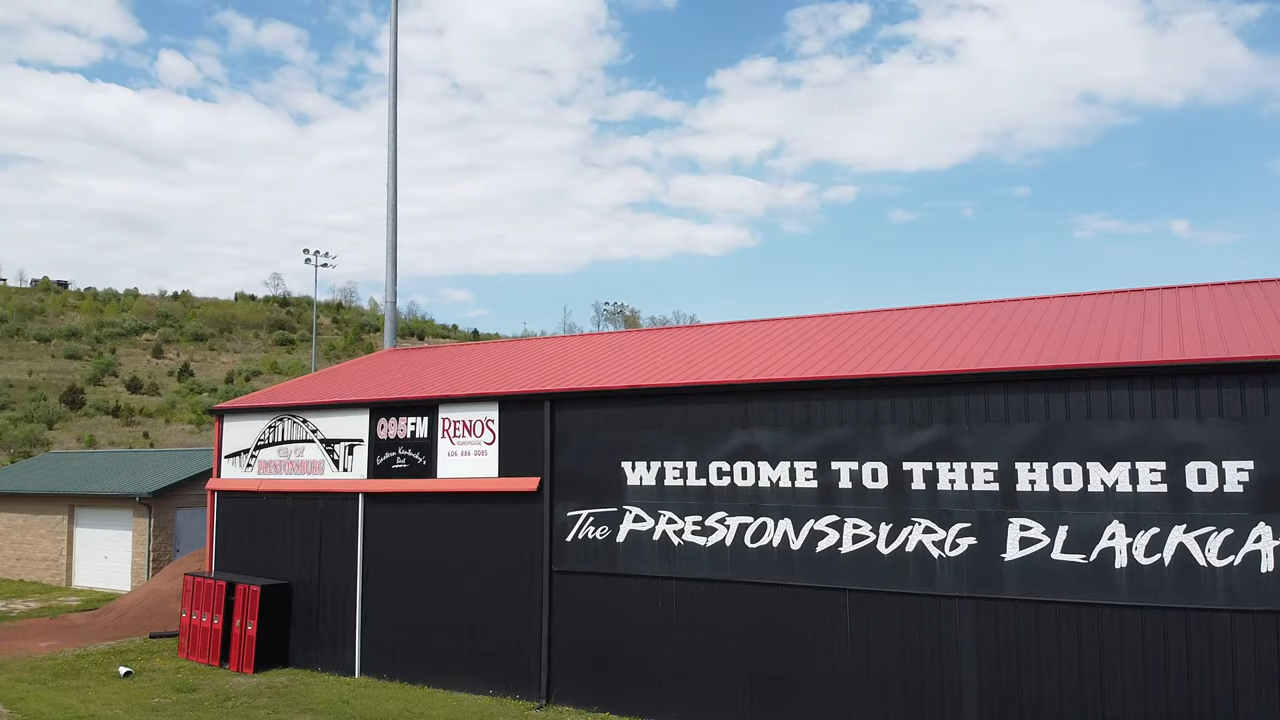 City Of
PRESTONSBURG
Q95FM
Eastern Kentucky's
Best
RENO'S
ROADHOUSE
606-886-0085
WELCOME TO THE HOME OF
The PRESTONSBURG BLACKCA